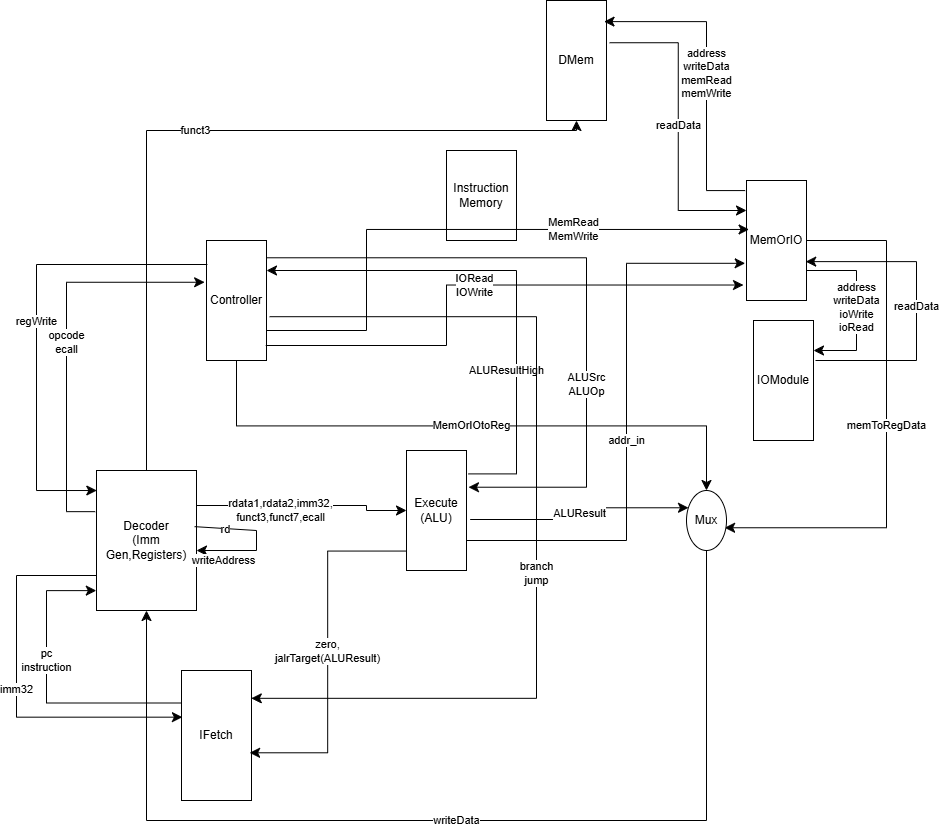 DMem
address
writeData
memRead
memWrite
readData
funct3
Instruction
Memory
MemRead
MemWrite
MemOrIO
Controller
IORead
IOWrite
address
writeData
ioWrite
ioRead
readData
regWrite
opcode
ecall
ALUResultHigh
ALUSrc
ALUOp
IOModule
MemOrIOtoReg
memToRegData
addr_in
rdata1,rdata2,imm32,
funct3,funct7,ecall
Execute
(ALU)
ALUResult
Mux
Decoder
(Imm
Gen,Registers)
rd
writeAddress
branch
jump
zero,
jalrTarget(ALUResult)
pc
instruction
imm32
IFetch
writeData